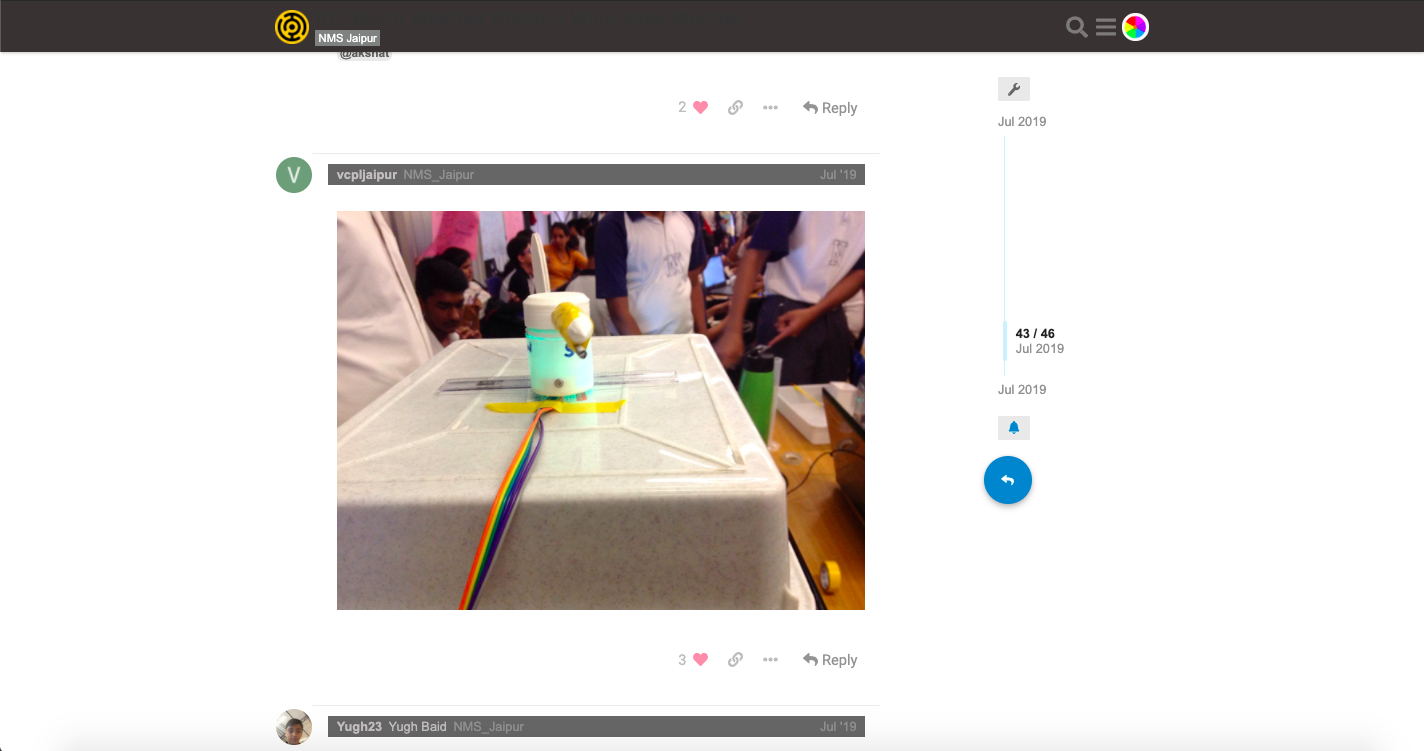 NMS Jaipur
@akshat
2 Reply
Jul 2019
V vcpljaipur NMS_Jaipur Jul '19
43 / 46
Jul 2019
Jul 2019
3 Reply
Yugh23 Yugh Baid NMS_Jaipur Jul '19